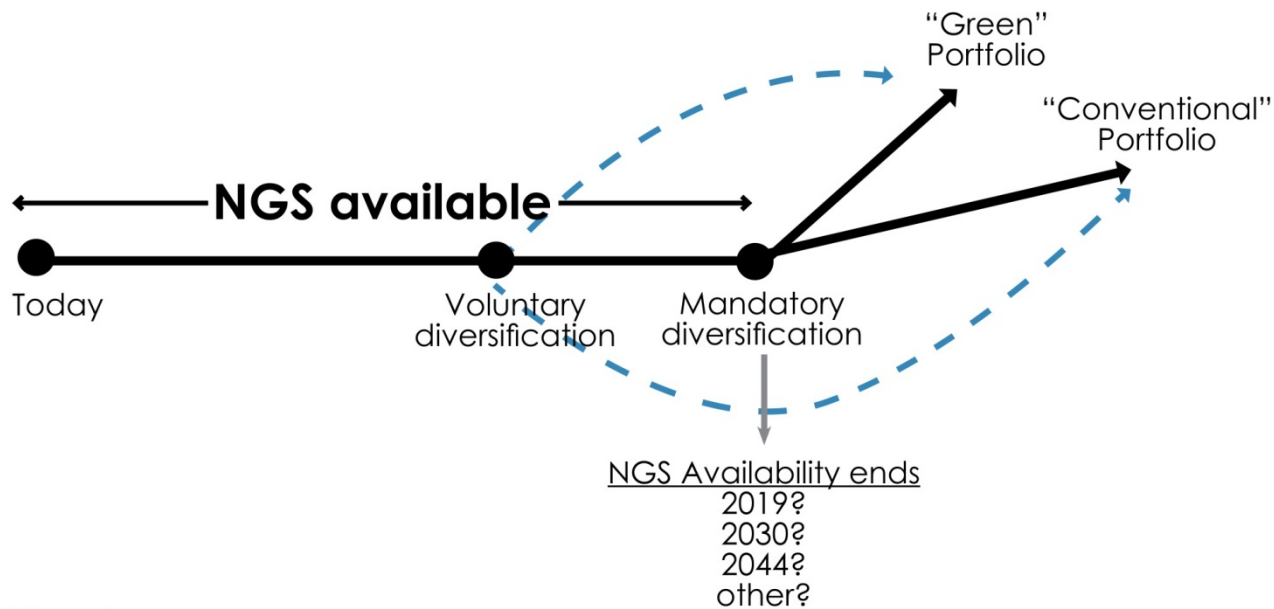 “Green”
Portfolio
“Conventional”
Portfolio
NGS available
Today
Voluntary
diversification
Mandatory
diversification
NGS Availability ends
2019?
2030?
2044?
other?